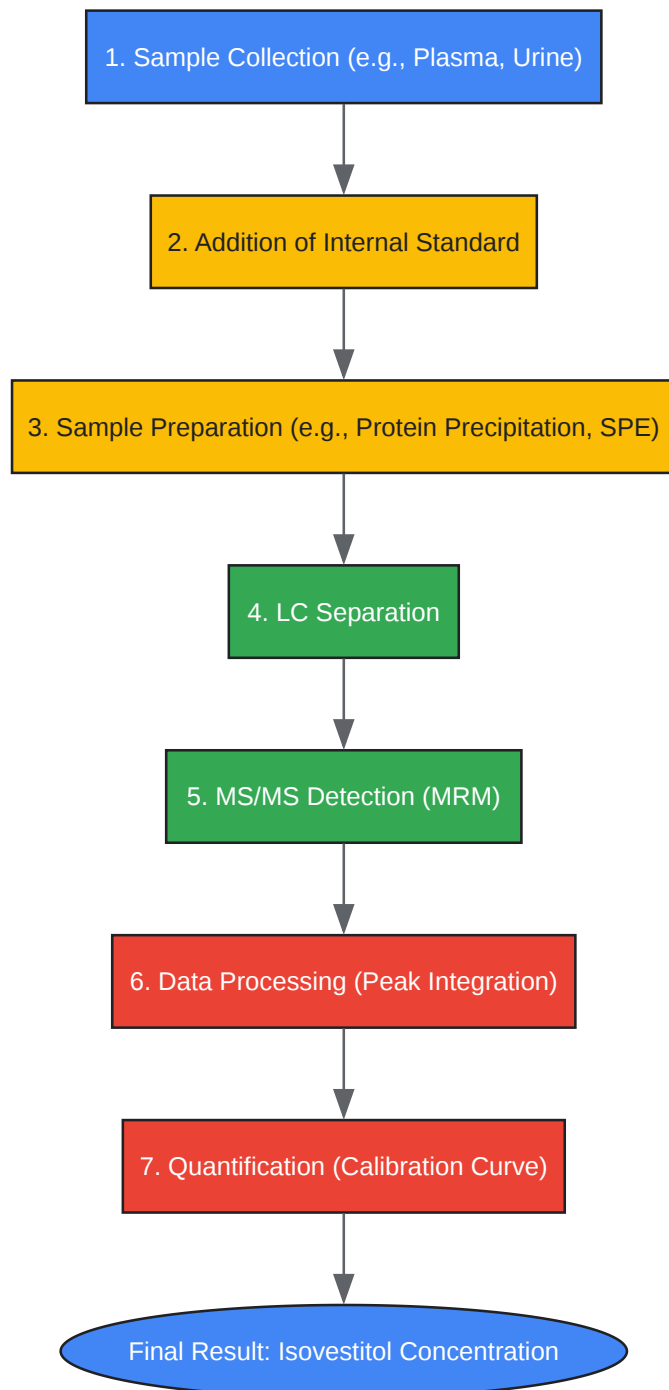 1. Sample Collection (e.g., Plasma, Urine)
2. Addition of Internal Standard
3. Sample Preparation (e.g., Protein Precipitation, SPE)
4. LC Separation
5. MS/MS Detection (MRM)
6. Data Processing (Peak Integration)
7. Quantification (Calibration Curve)
Final Result: Isovestitol Concentration